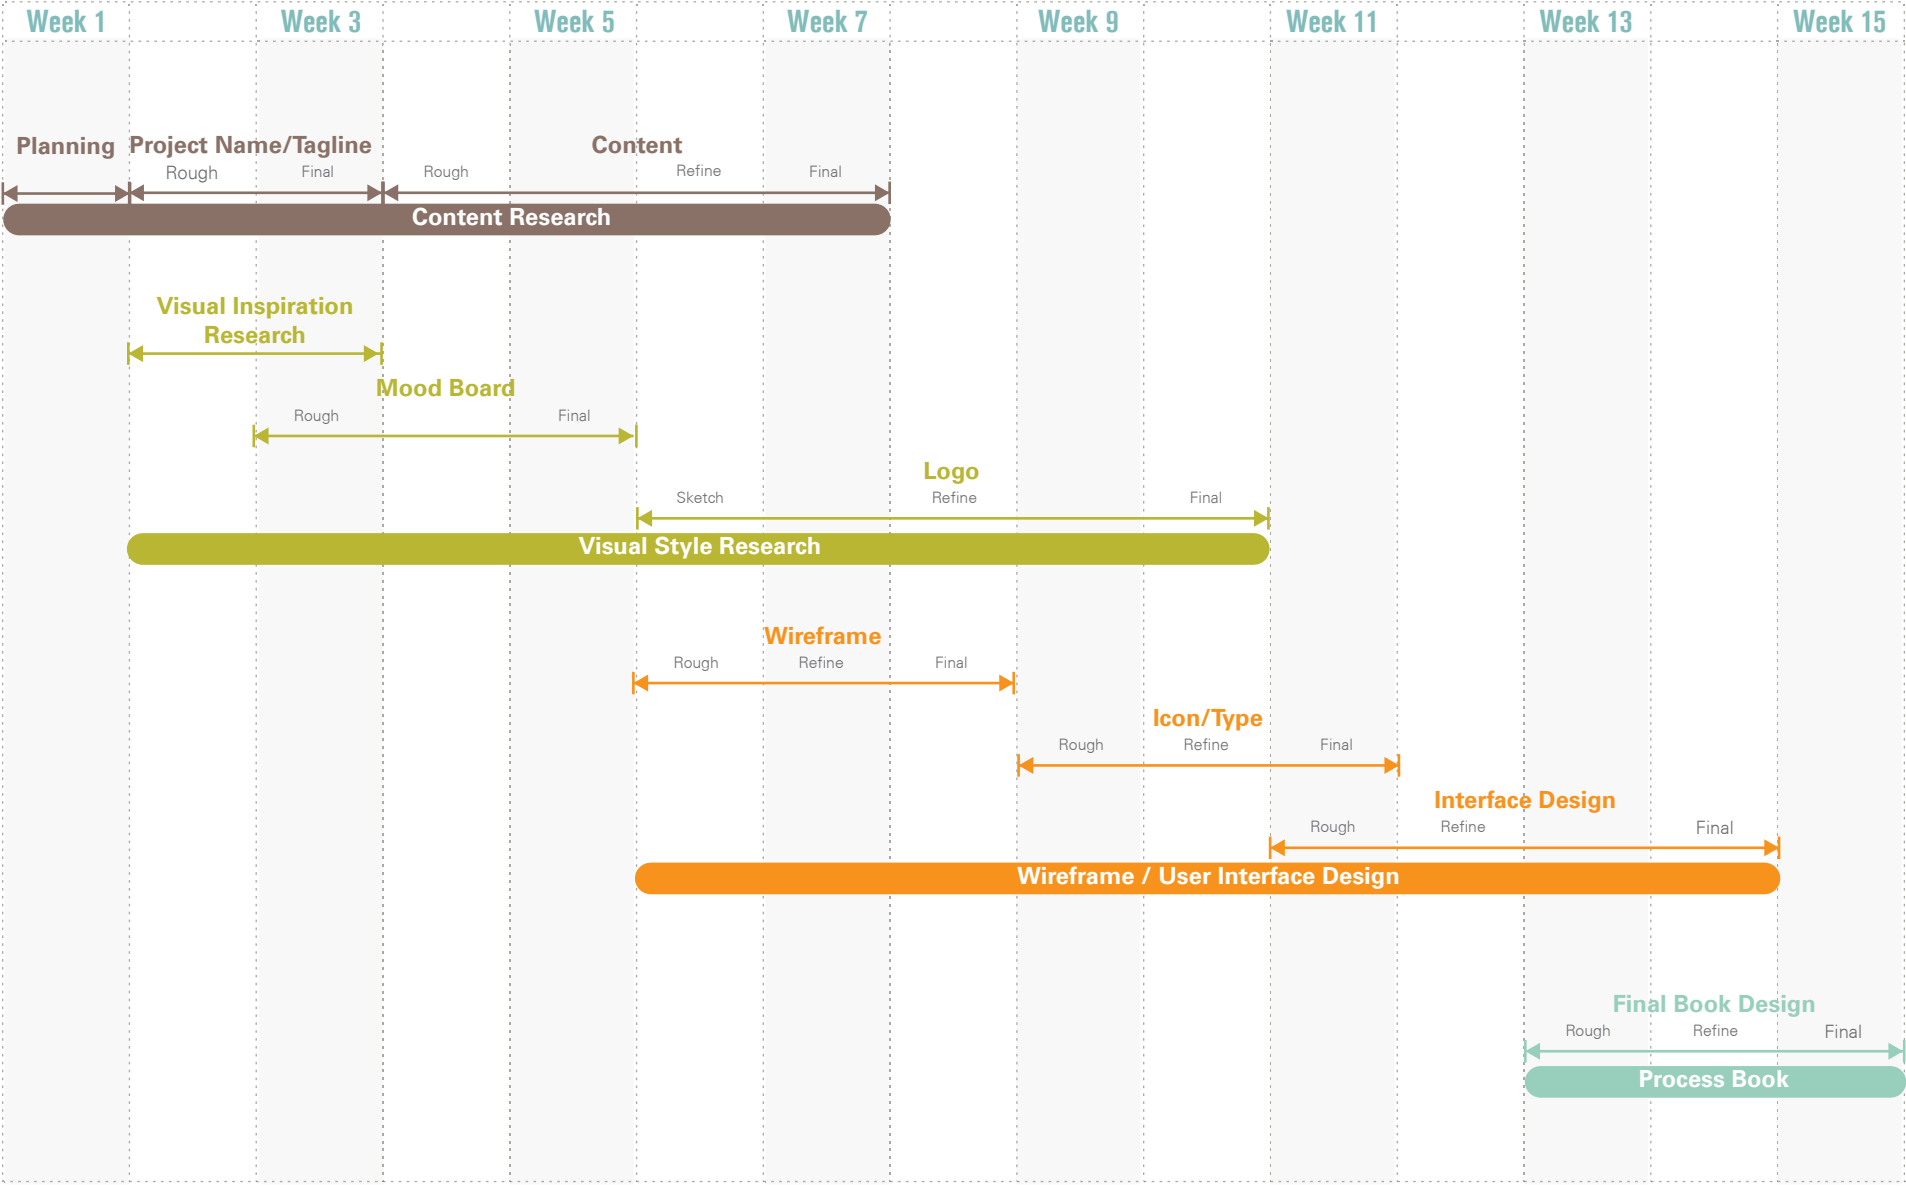 Week 1 Week 3 Week 5 Week 7 Week 9 Week 11 Week 13 Week 15
Planning Project Name/Tagline Content
Rough Final Rough Refine Final
Content Research
Visual Inspiration
Research
Mood Board
Rough Final
Logo
Sketch Refine Final
Visual Style Research
Wireframe
Rough Refine Final
Icon/Type
Rough Refine Final
Interface Design
Rough Refine Final
Wireframe / User Interface Design
Final Book Design
Rough Refine Final
Process Book